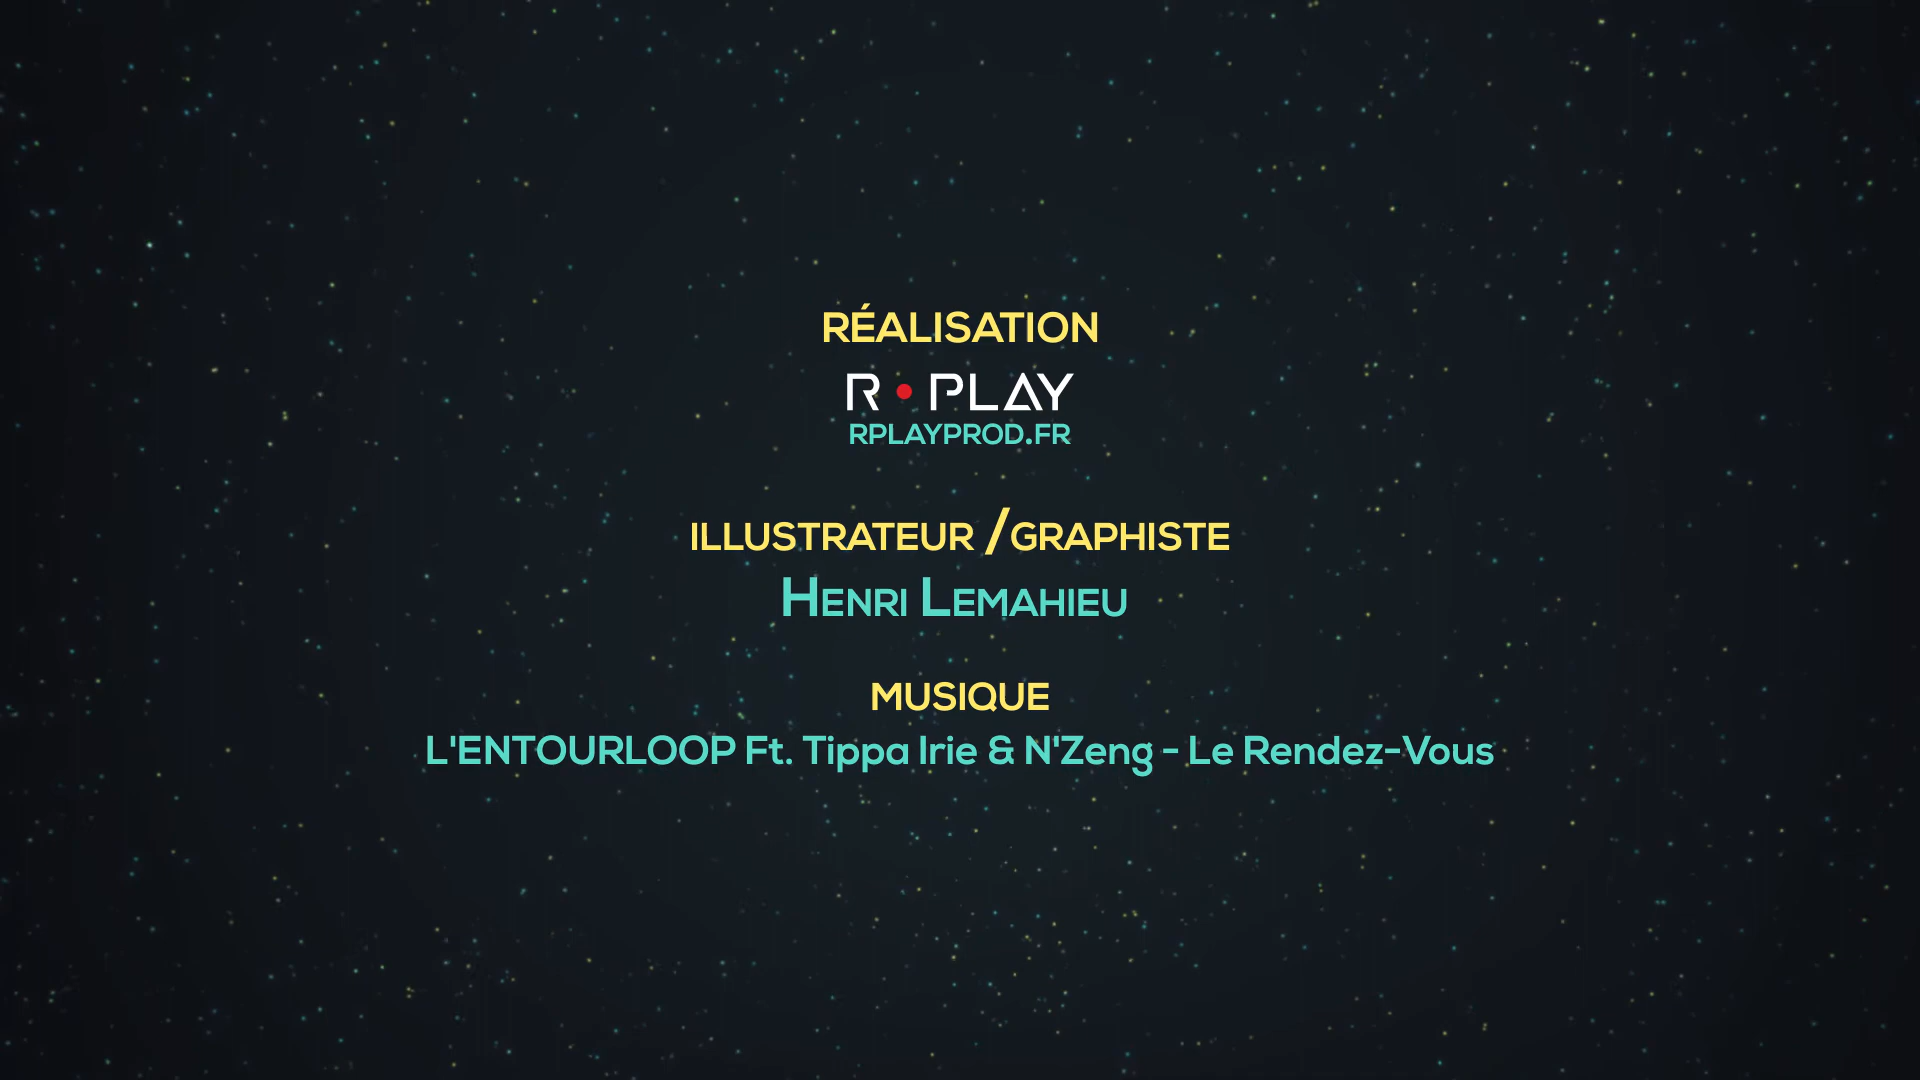 RÉALISATION
R•PLAY
RPLAYPROD.FR
ILLUSTRATEUR /GRAPHISTE
HENRI LEMAHIEU
MUSIQUE
L'ENTOURLOOP Ft. Tippa Irie & N'Zeng - Le Rendez-Vous